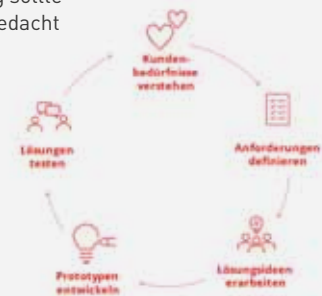 g sollte
edacht
Kunden-
bedürfnisse
verstehen
Anforderungen
definieren
Lösungsideen
erarbeiten
Prototypen
entwickeln
Lösungen
testen